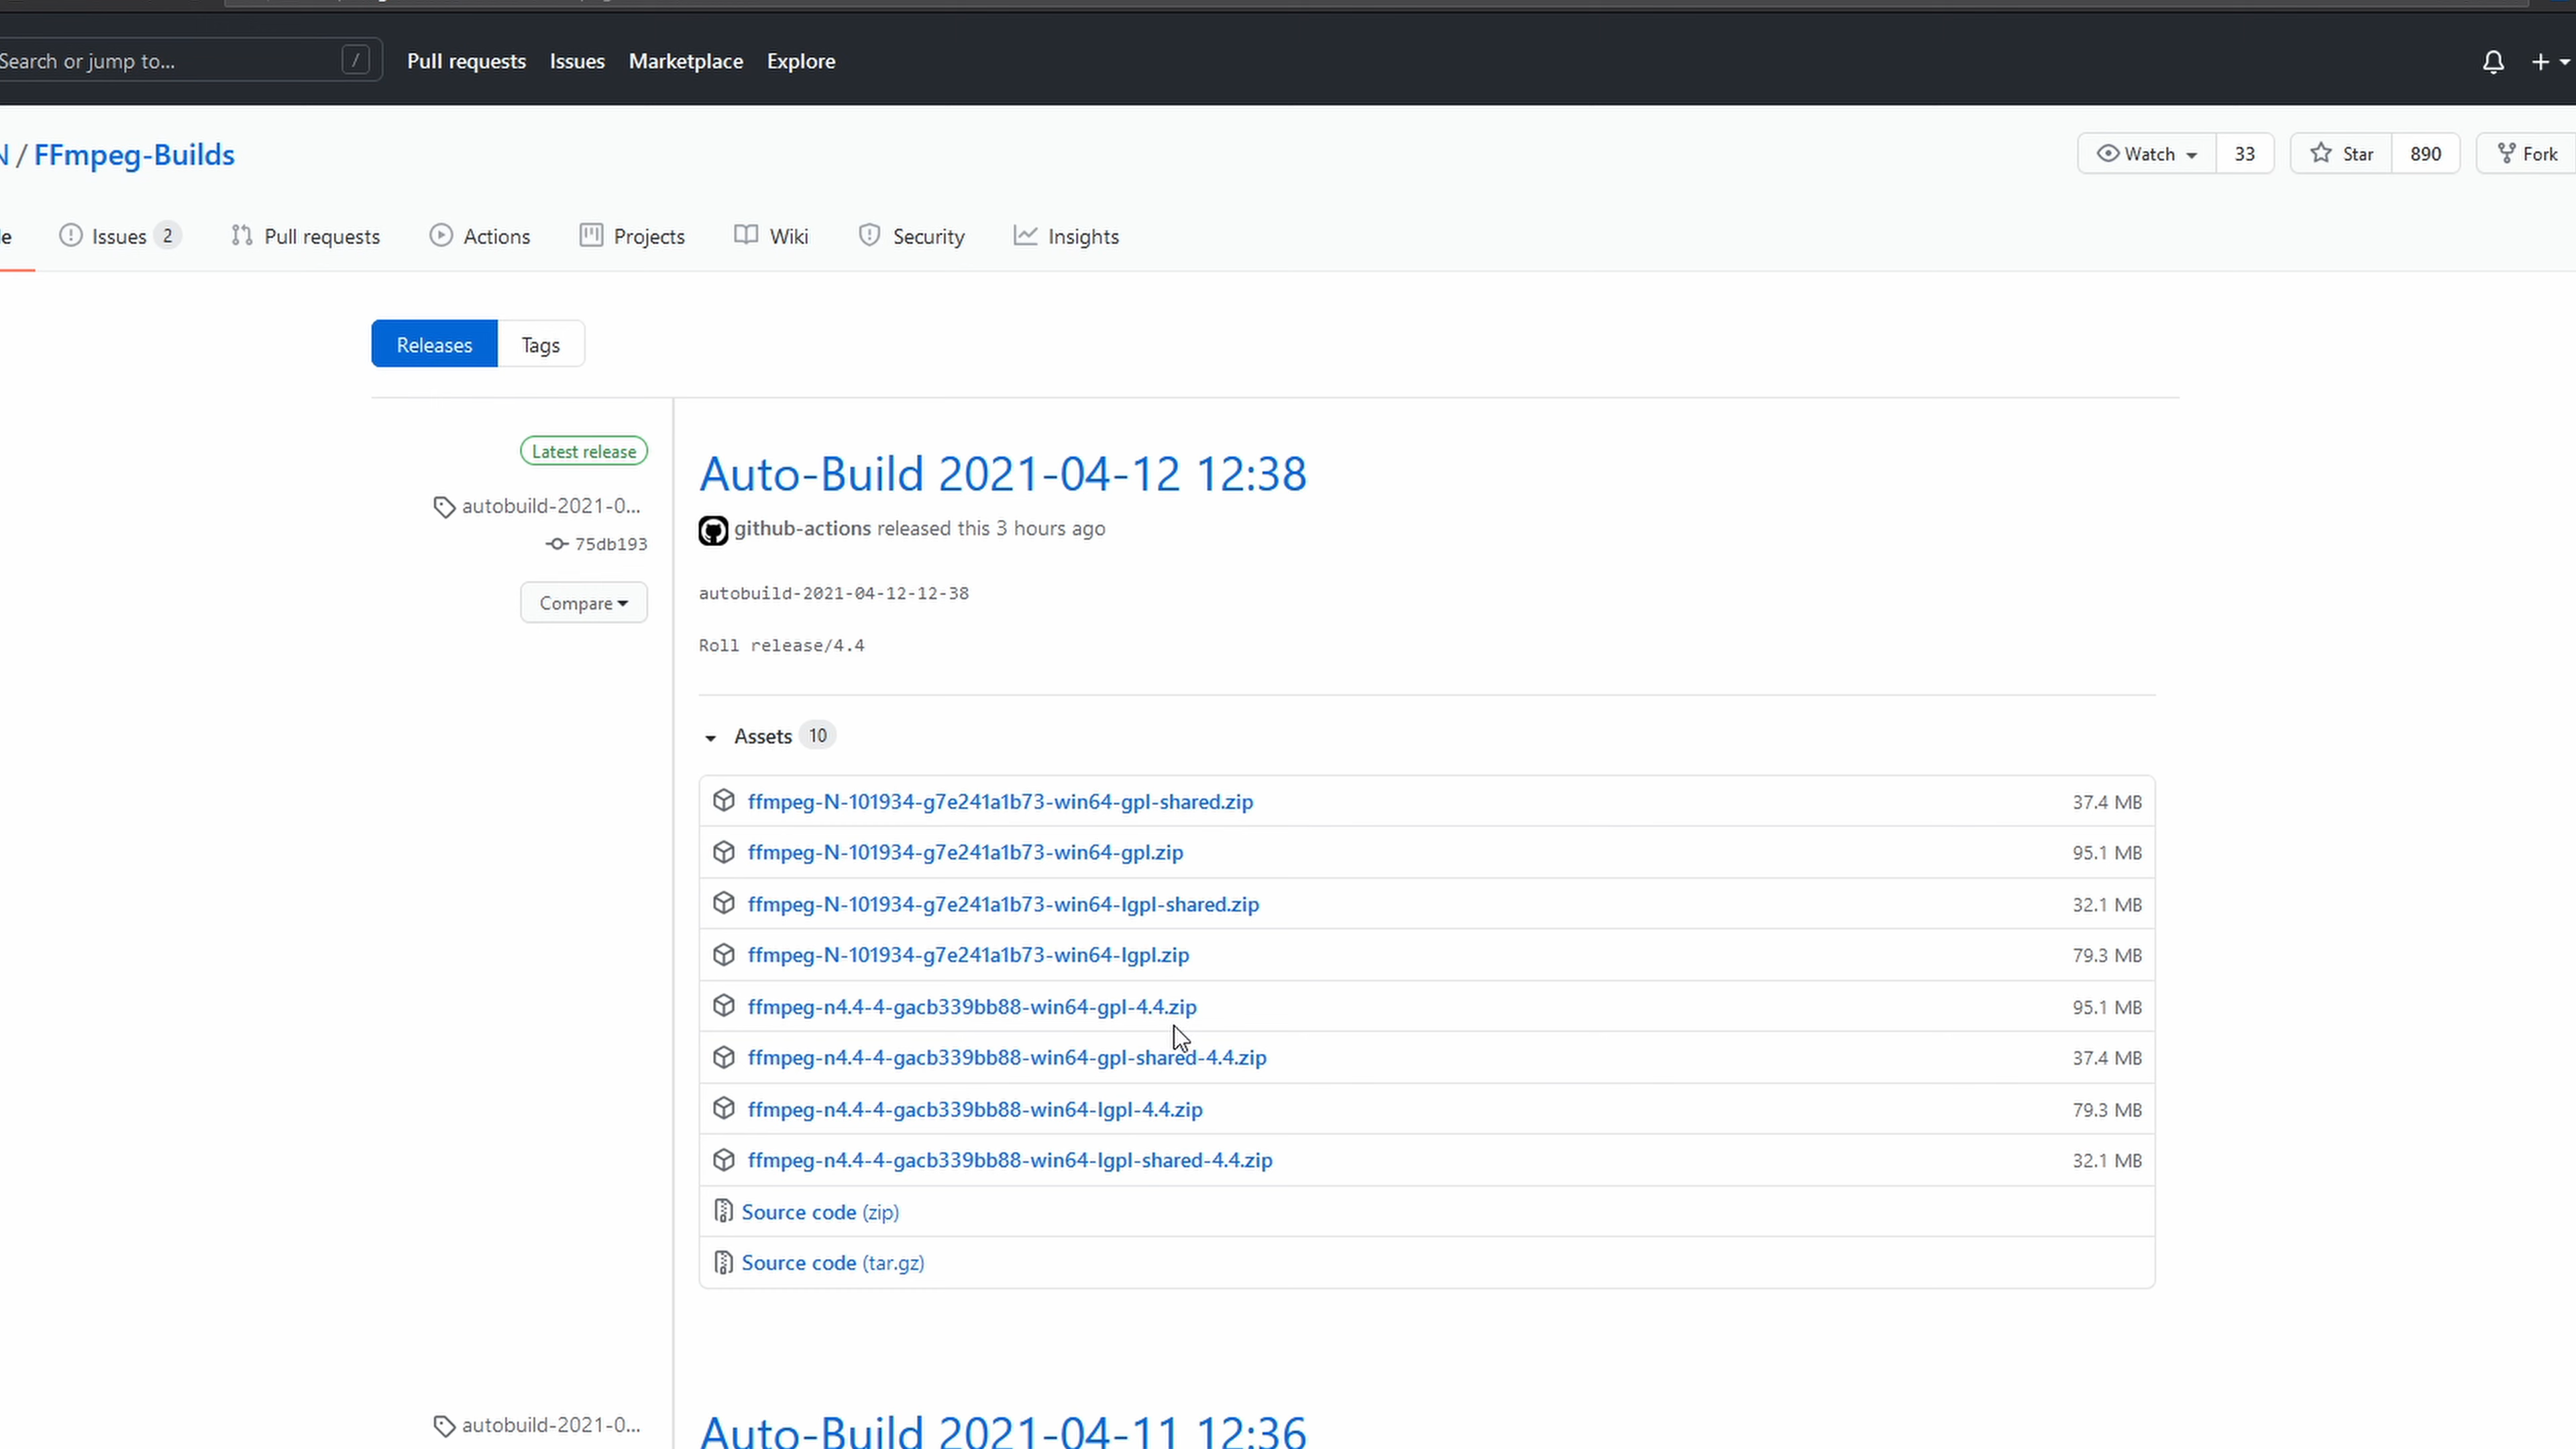 Search or jump to... / Pull requests Issues Marketplace Explore
N / FFmpeg-Builds Watch 33 Star 890 Fork
Issues 2 Pull requests Actions Projects Wiki Security Insights
Releases Tags
Latest release
autobuild-2021-0...
75db193
Compare
Auto-Build 2021-04-12 12:38
github-actions released this 3 hours ago
autobuild-2021-04-12-12-38
Roll release/4.4
Assets 10
ffmpeg-N-101934-g7e241a1b73-win64-gpl-shared.zip 37.4 MB
ffmpeg-N-101934-g7e241a1b73-win64-gpl.zip 95.1 MB
ffmpeg-N-101934-g7e241a1b73-win64-lgpl-shared.zip 32.1 MB
ffmpeg-N-101934-g7e241a1b73-win64-lgpl.zip 79.3 MB
ffmpeg-n4.4-4-gacb339bb88-win64-gpl-4.4.zip 95.1 MB
ffmpeg-n4.4-4-gacb339bb88-win64-gpl-shared-4.4.zip 37.4 MB
ffmpeg-n4.4-4-gacb339bb88-win64-lgpl-4.4.zip 79.3 MB
ffmpeg-n4.4-4-gacb339bb88-win64-lgpl-shared-4.4.zip 32.1 MB
Source code (zip)
Source code (tar.gz)
autobuild-2021-0...
Auto-Build 2021-04-11 12:36